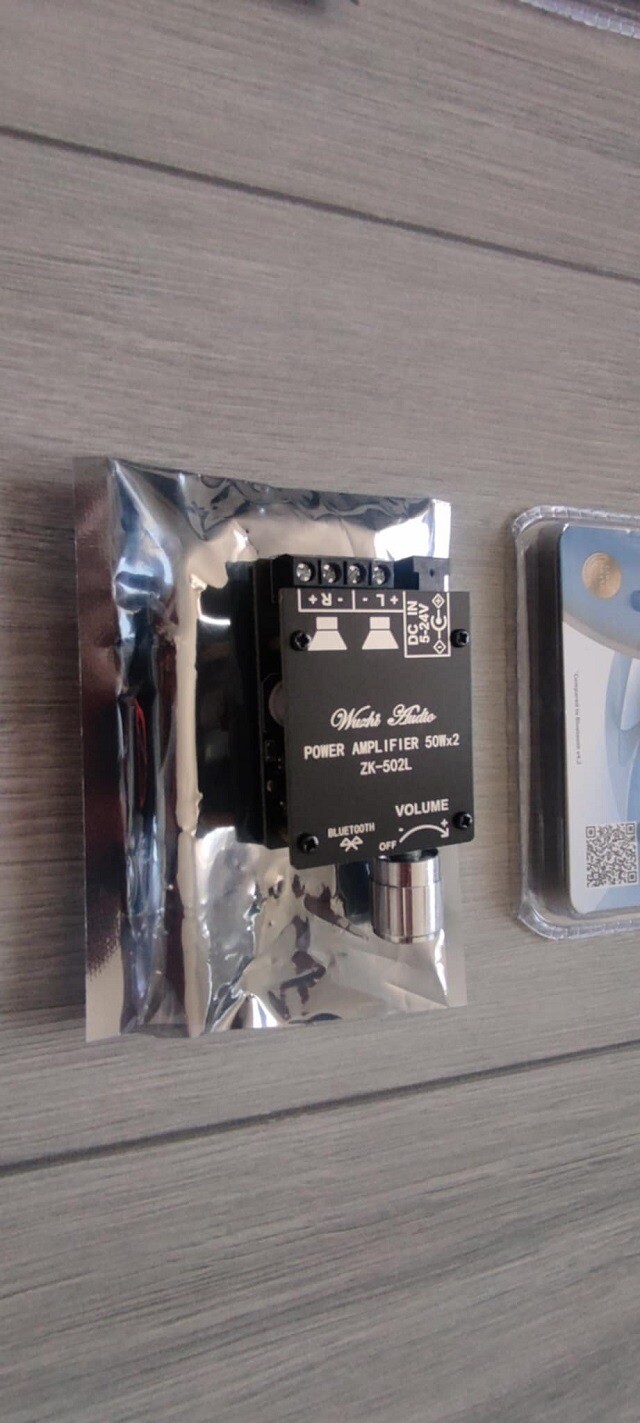 + R -
- L +
DC IN
5-24V
Wuzhi Audio
POWER AMPLIFIER 50Wx2
ZK-502L
BLUETOOTH
VOLUME
- +
OFF